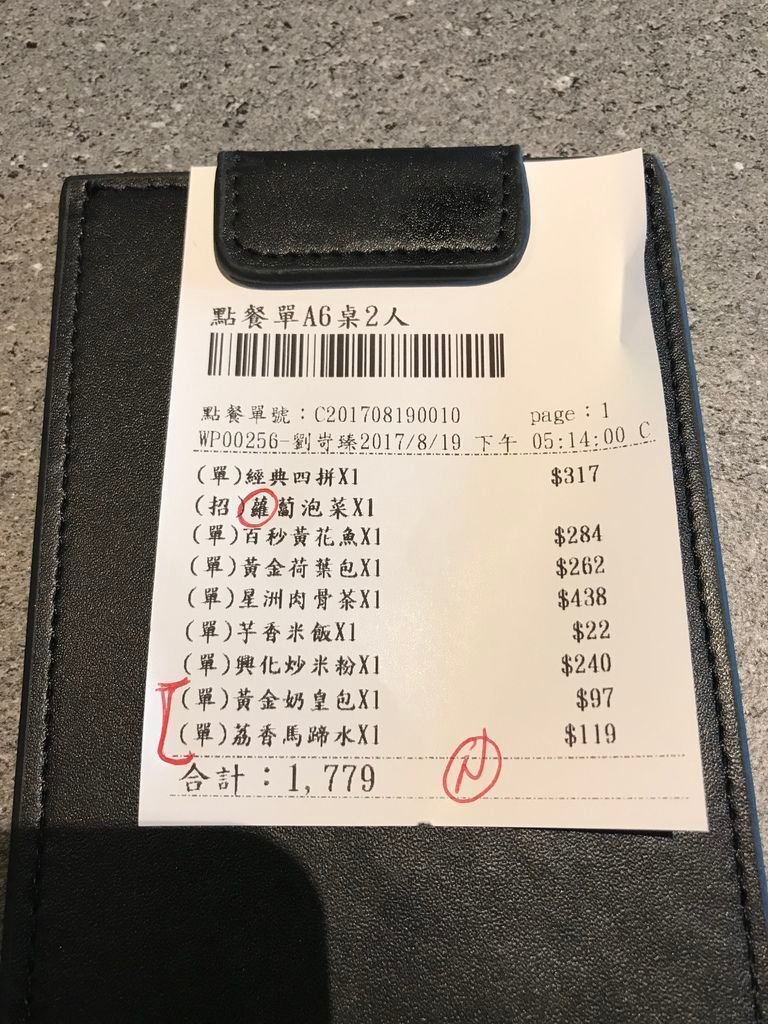 點餐單A6桌2人
點餐單號：C201708190010 page：1
WP00256-劉岢臻2017/8/19 下午 05:14:00 C
(單)經典四拼X1 $317
(招)蘿蔔泡菜X1
(單)百秒黃花魚X1 $284
(單)黃金荷葉包X1 $262
(單)星洲肉骨茶X1 $438
(單)芋香米飯X1 $22
(單)興化炒米粉X1 $240
(單)黃金奶皇包X1 $97
(單)荔香馬蹄水X1 $119
合計：1,779